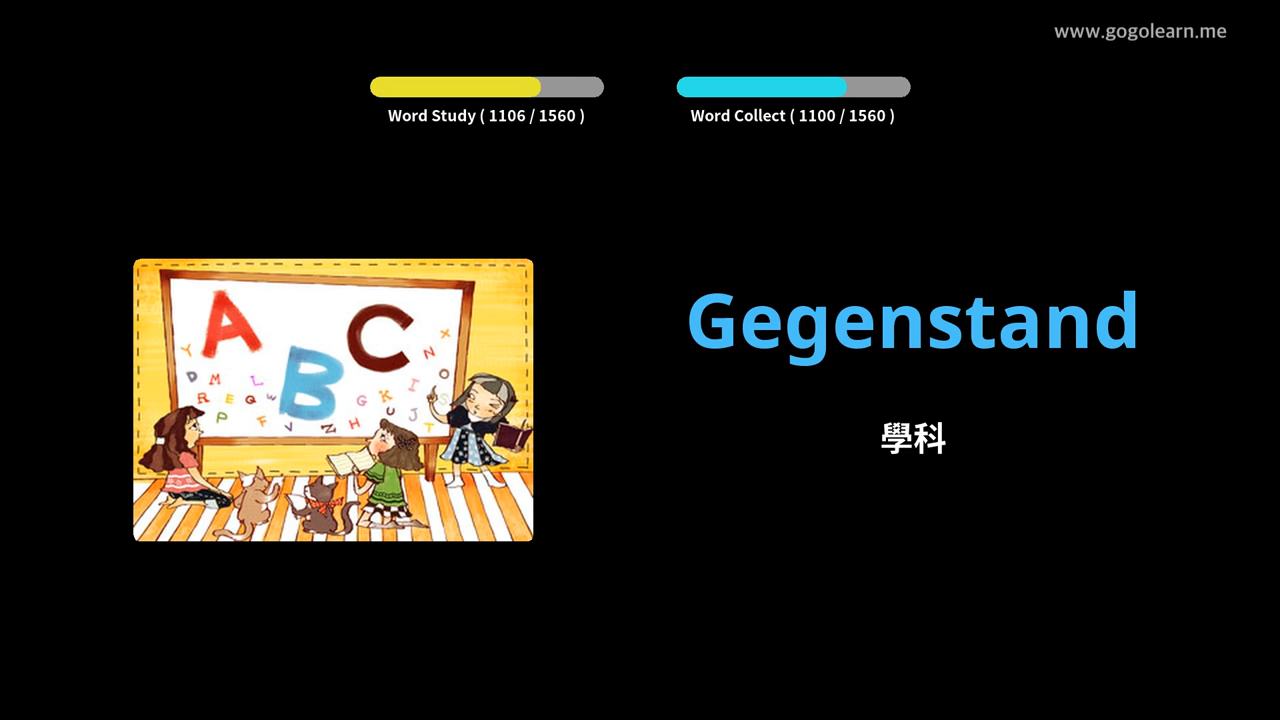 www.gogolearn.me
Word Study ( 1106 / 1560 )
Word Collect ( 1100 / 1560 )
A
B
C
Y
X
N
D
M
L
O
R
E
Q
W
G
K
I
S
P
F
V
Z
H
U
J
T
Gegenstand
學科